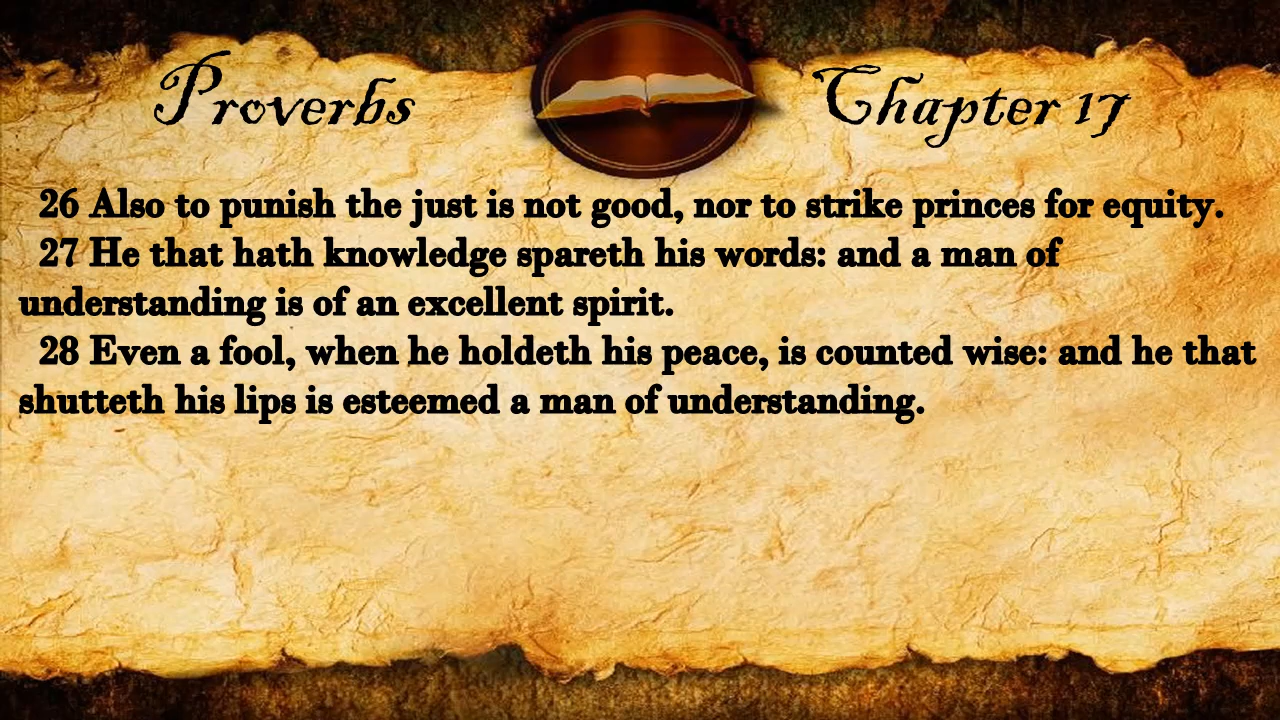 Proverbs Chapter 17
26 Also to punish the just is not good, nor to strike princes for equity.
27 He that hath knowledge spareth his words: and a man of
understanding is of an excellent spirit.
28 Even a fool, when he holdeth his peace, is counted wise: and he that
shutteth his lips is esteemed a man of understanding.